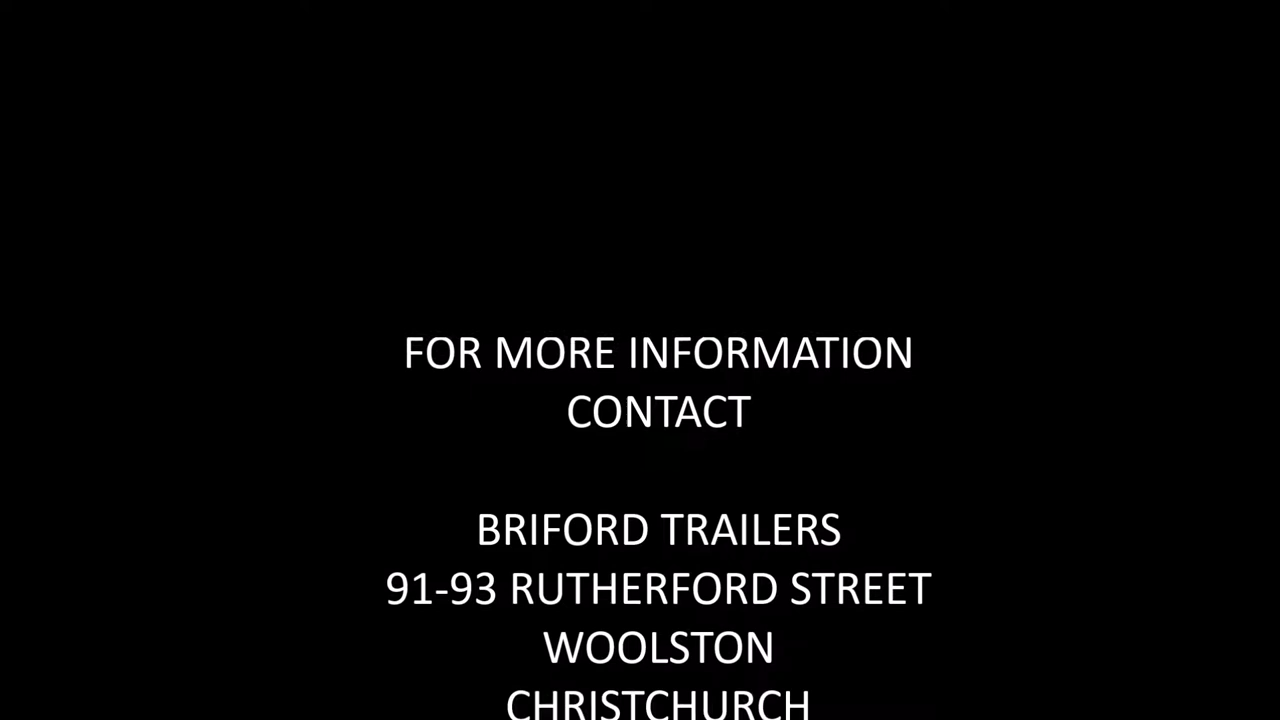 FOR MORE INFORMATION
CONTACT
BRIFORD TRAILERS
91-93 RUTHERFORD STREET
WOOLSTON
CHRISTCHURCH